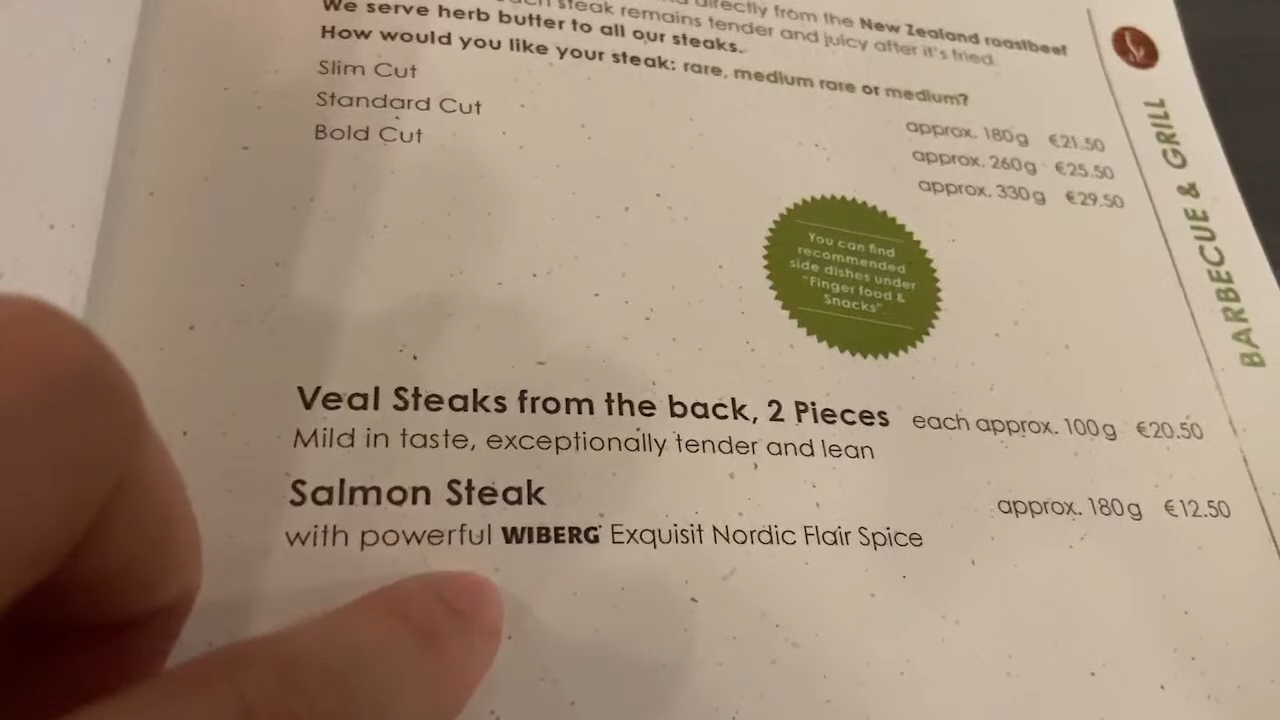 steak remains tender and juicy after it's fried.
directly from the New Zealand roastbeef
We serve herb butter to all our steaks.
How would you like your steak: rare, medium rare or medium?
Slim Cut approx. 180g €21.50
Standard Cut approx. 260g €25.50
Bold Cut approx. 330g €29.50
You can find
recommended
side dishes under
"Finger food &
Snacks".
Veal Steaks from the back, 2 Pieces each approx. 100g €20.50
Mild in taste, exceptionally tender and lean
Salmon Steak approx. 180g €12.50
with powerful WIBERG Exquisit Nordic Flair Spice
BARBECUE & GRILL